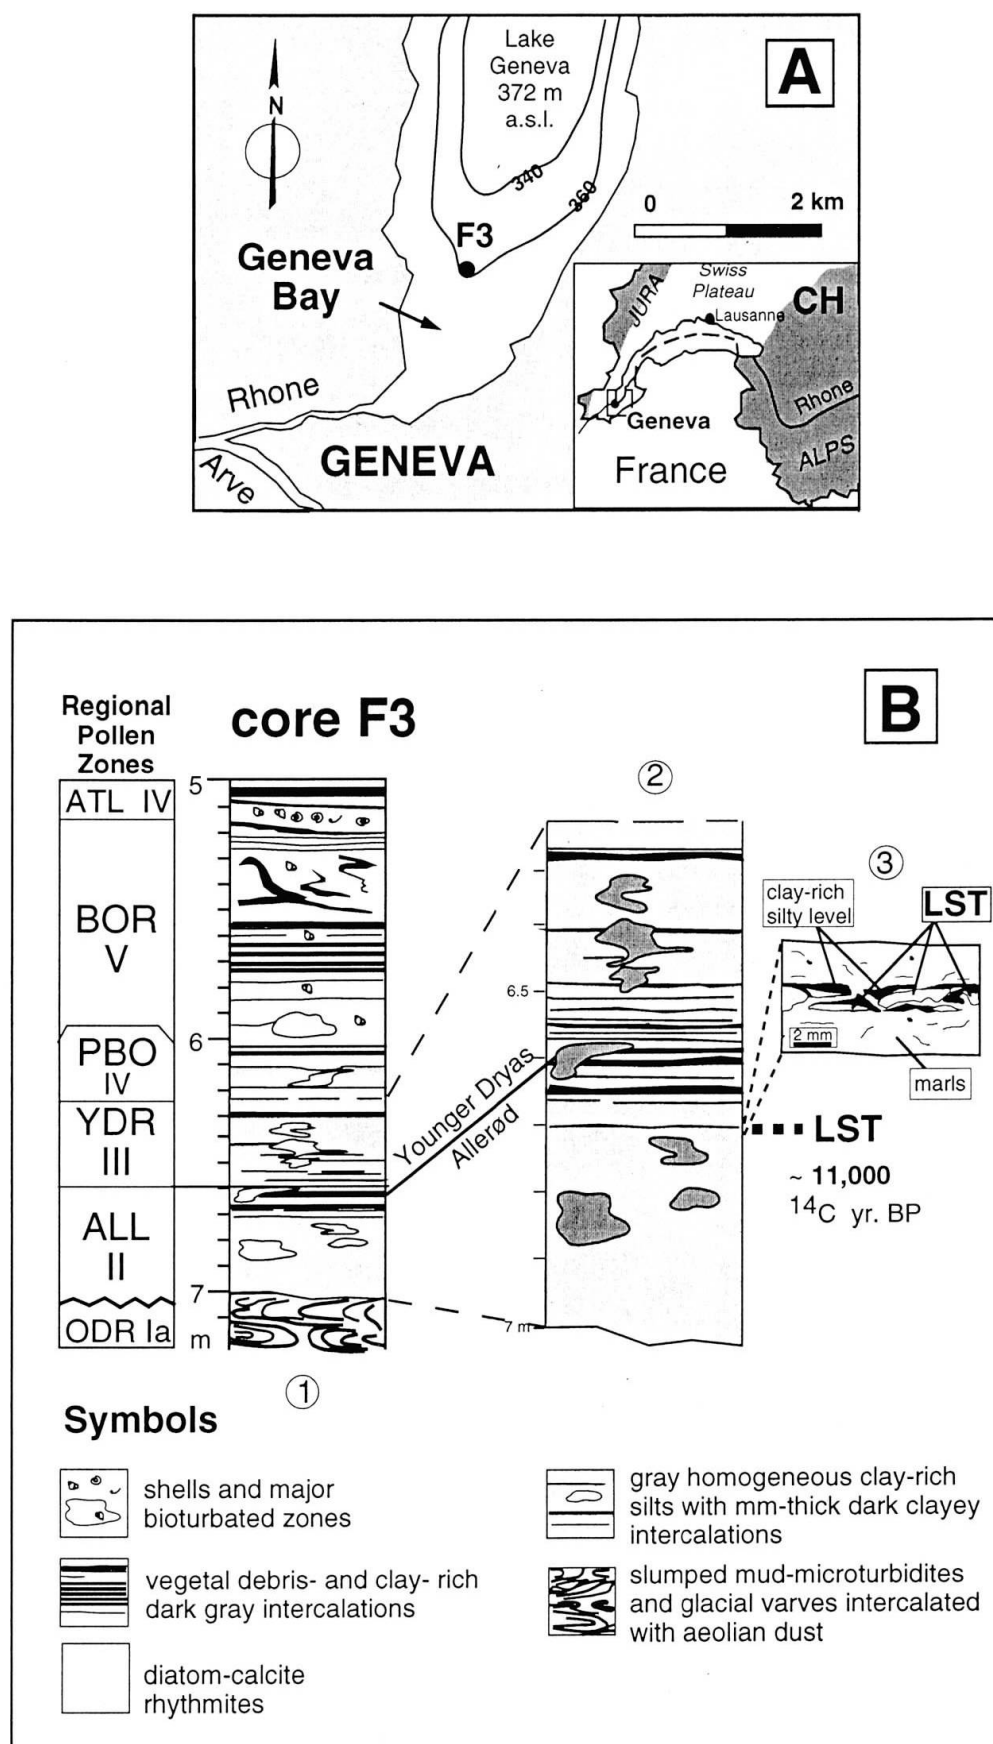 Lake
Geneva
372 m
a.s.l.
A
N
340
360
0 2 km
F3
Geneva
Bay
Rhone
Arve
GENEVA
JURA
Swiss
Plateau
Lausanne
CH
Geneva
Rhone
ALPS
France
B
Regional
Pollen
Zones
core F3
ATL IV
BOR
V
PBO
IV
YDR
III
ALL
II
ODR Ia
5
6
7
m
1
Younger Dryas
Allerød
2
6.5
7 m
3
clay-rich
silty level
LST
2 mm
marls
LST
~ 11,000
14C yr. BP
Symbols
shells and major
bioturbated zones
vegetal debris- and clay- rich
dark gray intercalations
diatom-calcite
rhythmites
gray homogeneous clay-rich
silts with mm-thick dark clayey
intercalations
slumped mud-microturbidites
and glacial varves intercalated
with aeolian dust